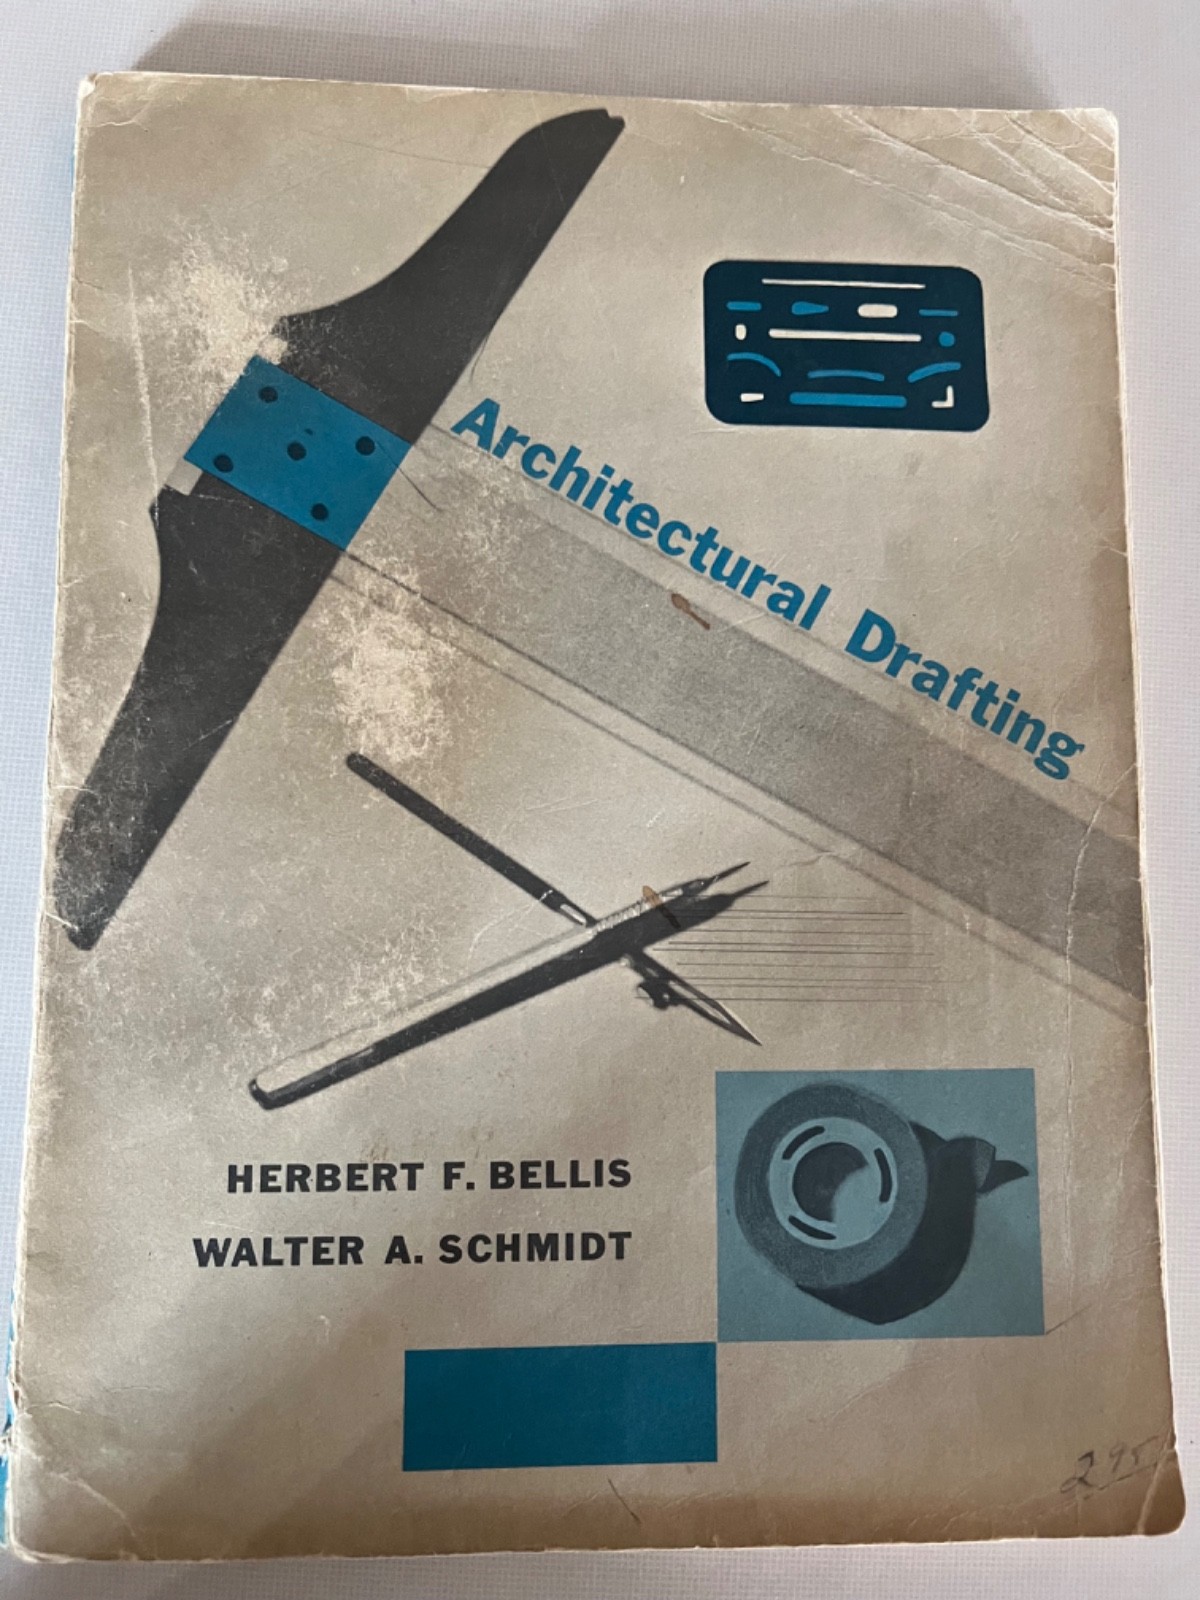 Architectural Drafting
HERBERT F. BELLIS
WALTER A. SCHMIDT
2 95